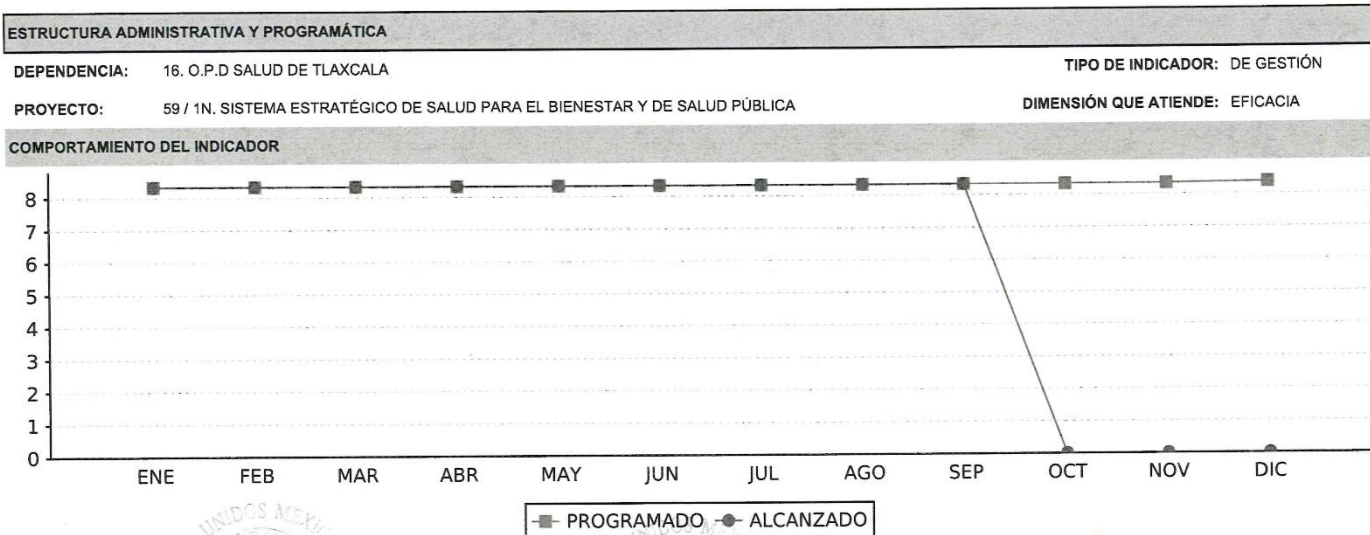 ESTRUCTURA ADMINISTRATIVA Y PROGRAMÁTICA
DEPENDENCIA: 16. O.P.D SALUD DE TLAXCALA TIPO DE INDICADOR: DE GESTIÓN
PROYECTO: 59 / 1N. SISTEMA ESTRATÉGICO DE SALUD PARA EL BIENESTAR Y DE SALUD PÚBLICA DIMENSIÓN QUE ATIENDE: EFICACIA
COMPORTAMIENTO DEL INDICADOR
8
7
6
5
4
3
2
1
0
ENE FEB MAR ABR MAY JUN JUL AGO SEP OCT NOV DIC
PROGRAMADO ALCANZADO
UNIDOS